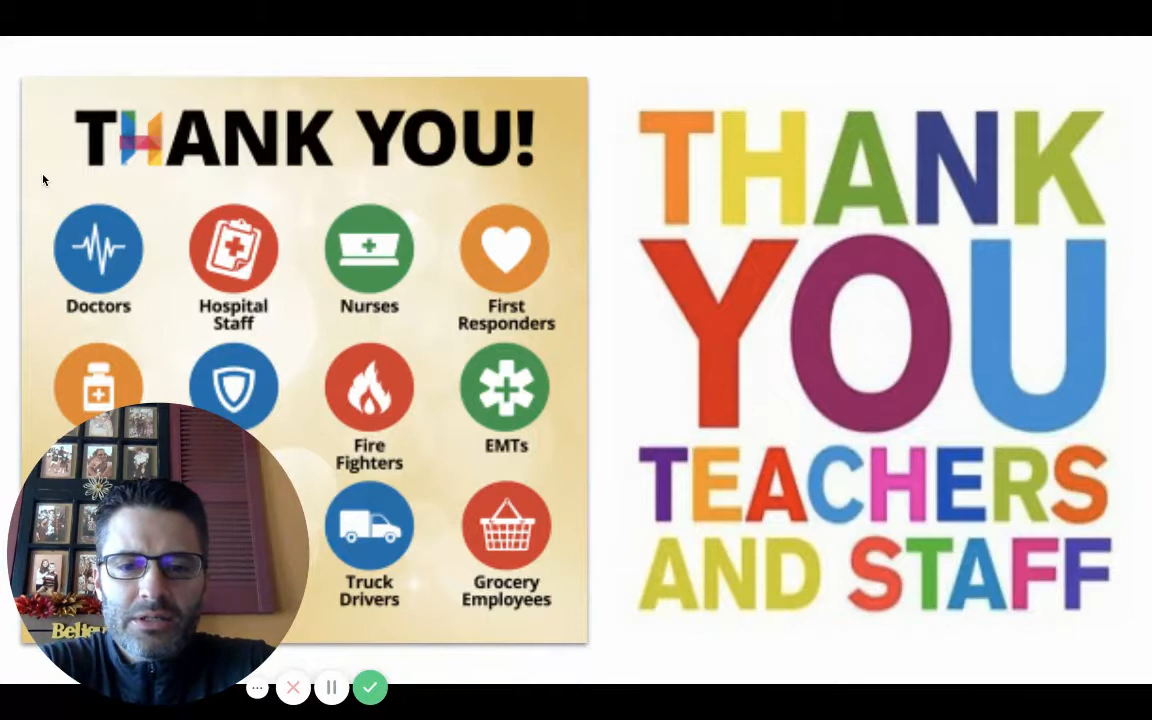 THANK YOU!
Doctors
Hospital
Staff
Nurses
First
Responders
Fire
Fighters
EMTs
Truck
Drivers
Grocery
Employees
THANK
YOU
TEACHERS
AND STAFF